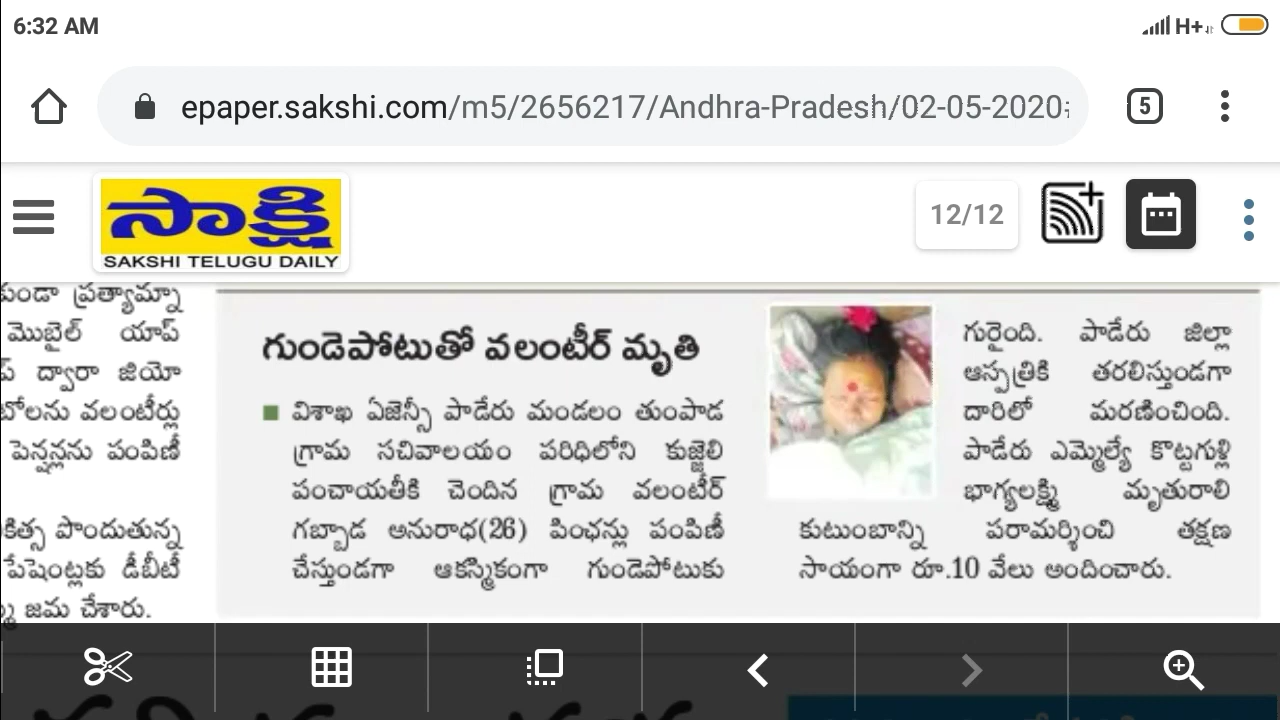 6:32 AM
H+
epaper.sakshi.com/m5/2656217/Andhra-Pradesh/02-05-2020
5
సాక్షి
SAKSHI TELUGU DAILY
12/12
కుండా ప్రత్యామ్నా
మొబైల్ యాప్
ప్ ద్వారా జియో
టోలను వలంటీర్లు
పెన్షన్లను పంపిణీ
కిత్స పొందుతున్న
పేషెంట్లకు డీబీటీ
జమ చేశారు.
గుండెపోటుతో వలంటీర్ మృతి
విశాఖ ఏజెన్సీ పాడేరు మండలం తుంపాడ
గ్రామ సచివాలయం పరిధిలోని కుజ్జెలి
పంచాయతీకి చెందిన గ్రామ వలంటీర్
గబ్బాడ అనురాధ(26) పింఛన్లు పంపిణీ
చేస్తుండగా ఆకస్మికంగా గుండెపోటుకు
గురైంది. పాడేరు జిల్లా
ఆస్పత్రికి తరలిస్తుండగా
దారిలో మరణించింది.
పాడేరు ఎమ్మెల్యే కొట్టగుళ్లి
భాగ్యలక్ష్మి మృతురాలి
కుటుంబాన్ని పరామర్శించి తక్షణ
సాయంగా రూ.10 వేలు అందించారు.